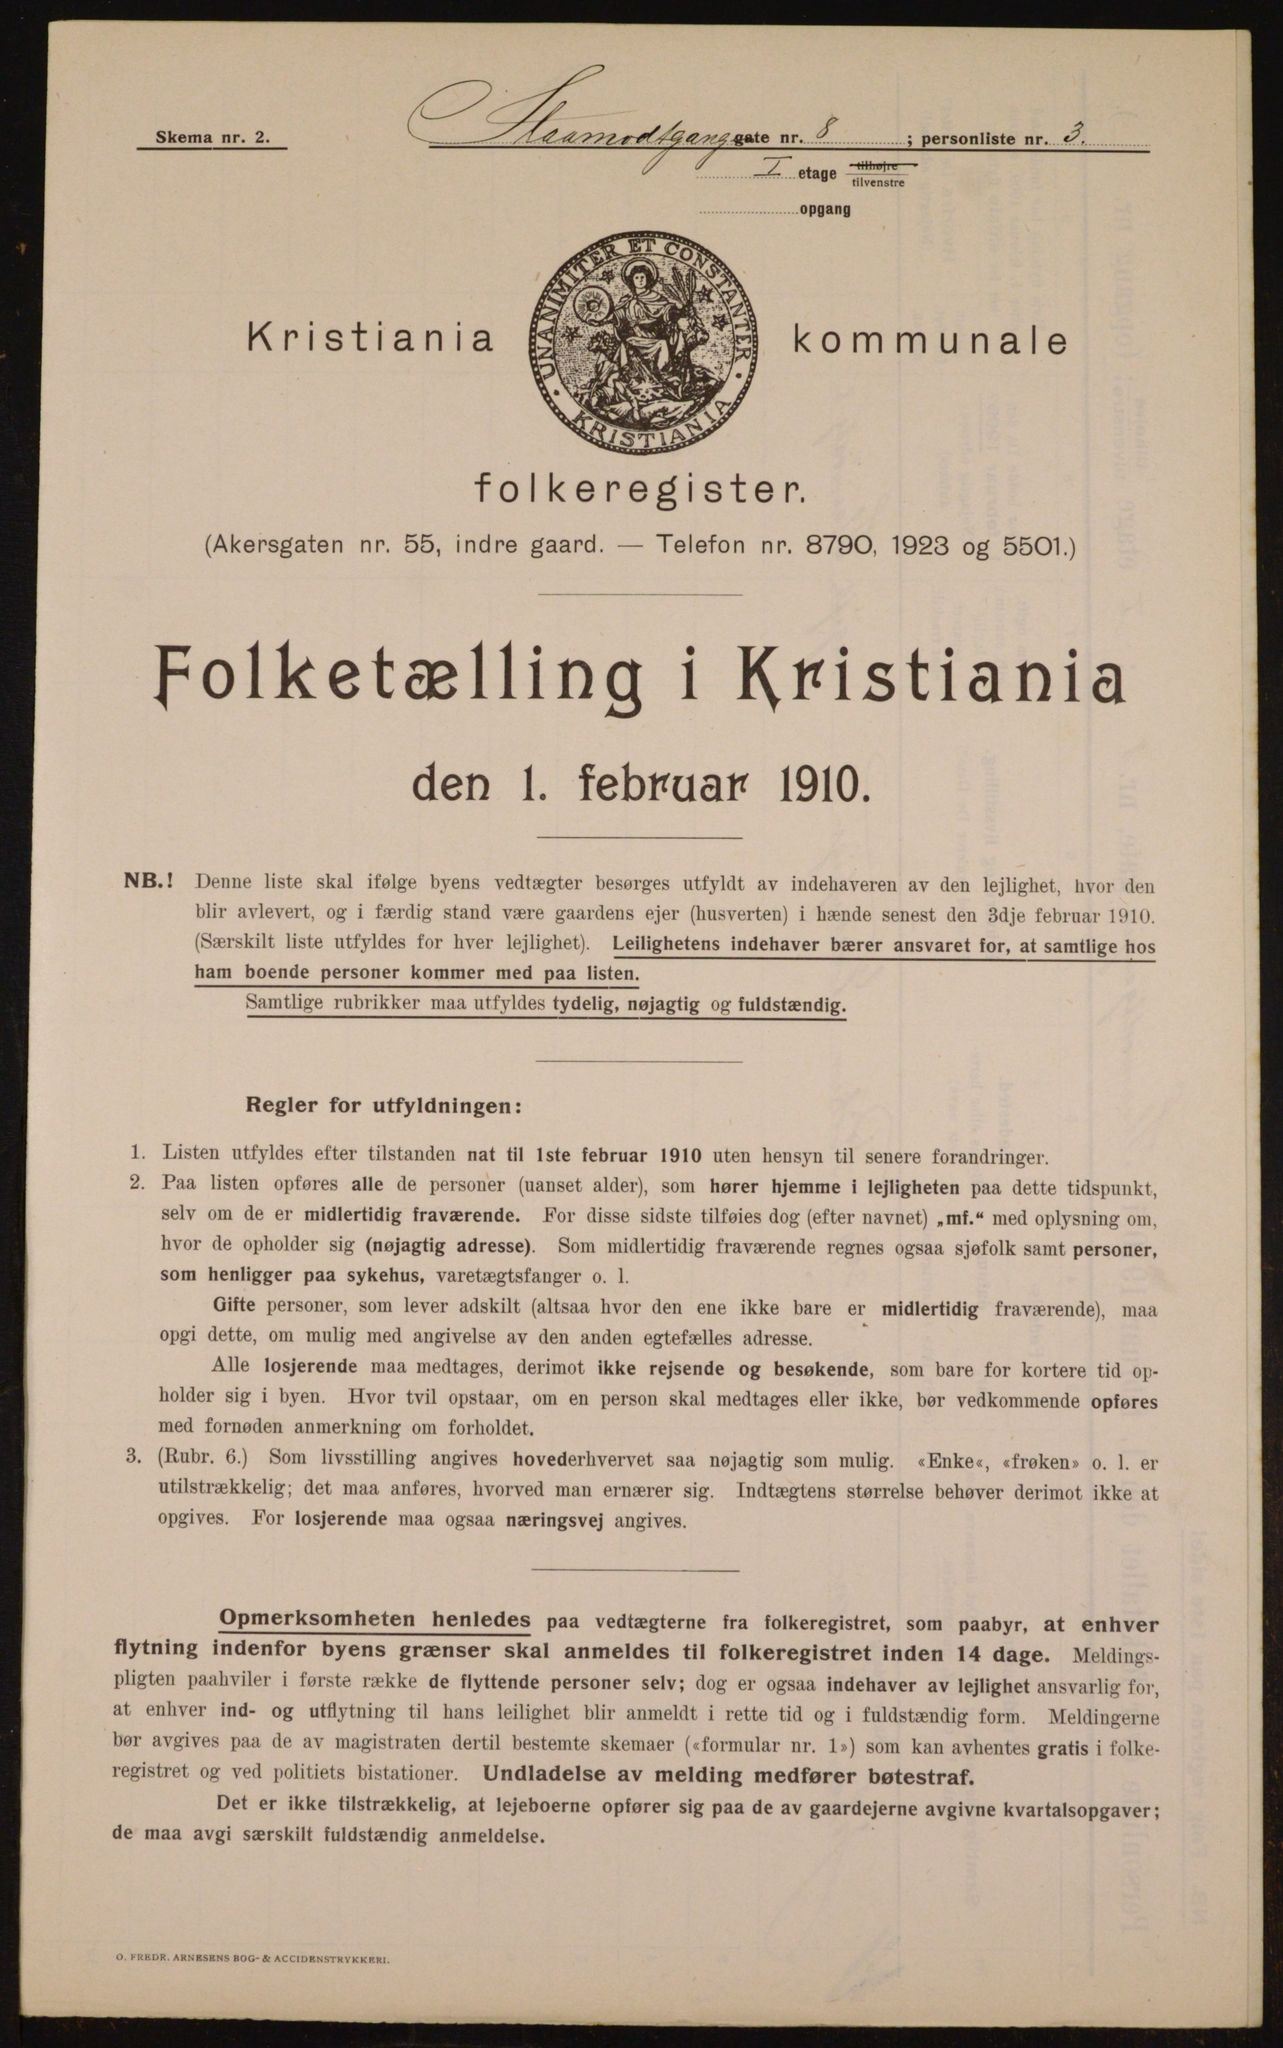 Skema nr. 2.
Slaamodtgang gate nr. 8 ; personliste nr. 3.
I etage tilhøjre
tilvenstre
opgang
UNANIMITER ET CONSTANTER
KRISTIANIA
Kristiania kommunale
folkeregister.
(Akersgaten nr. 55, indre gaard. — Telefon nr. 8790, 1923 og 5501.)
Folketælling i Kristiania
den 1. februar 1910.
NB.! Denne liste skal ifølge byens vedtægter besørges utfyldt av indehaveren av den lejlighet, hvor den
blir avlevert, og i færdig stand være gaardens ejer (husverten) i hænde senest den 3dje februar 1910.
(Særskilt liste utfyldes for hver lejlighet). Leilighetens indehaver bærer ansvaret for, at samtlige hos
ham boende personer kommer med paa listen.
Samtlige rubrikker maa utfyldes tydelig, nøjagtig og fuldstændig.
Regler for utfyldningen:
1. Listen utfyldes efter tilstanden nat til 1ste februar 1910 uten hensyn til senere forandringer.
2. Paa listen opføres alle de personer (uanset alder), som hører hjemme i lejligheten paa dette tidspunkt,
selv om de er midlertidig fraværende. For disse sidste tilføies dog (efter navnet) „mf.“ med oplysning om,
hvor de opholder sig (nøjagtig adresse). Som midlertidig fraværende regnes ogsaa sjøfolk samt personer,
som henligger paa sykehus, varetægtsfanger o. l.
Gifte personer, som lever adskilt (altsaa hvor den ene ikke bare er midlertidig fraværende), maa
opgi dette, om mulig med angivelse av den anden egtefælles adresse.
Alle losjerende maa medtages, derimot ikke rejsende og besøkende, som bare for kortere tid op-
holder sig i byen. Hvor tvil opstaar, om en person skal medtages eller ikke, bør vedkommende opføres
med fornøden anmerkning om forholdet.
3. (Rubr. 6.) Som livsstilling angives hovederhvervet saa nøjagtig som mulig. «Enke«, «frøken» o. l. er
utilstrækkelig; det maa anføres, hvorved man ernærer sig. Indtægtens størrelse behøver derimot ikke at
opgives. For losjerende maa ogsaa næringsvej angives.
Opmerksomheten henledes paa vedtægterne fra folkeregistret, som paabyr, at enhver
flytning indenfor byens grænser skal anmeldes til folkeregistret inden 14 dage. Meldings-
pligten paahviler i første række de flyttende personer selv; dog er ogsaa indehaver av lejlighet ansvarlig for,
at enhver ind- og utflytning til hans leilighet blir anmeldt i rette tid og i fuldstændig form. Meldingerne
bør avgives paa de av magistraten dertil bestemte skemaer («formular nr. 1») som kan avhentes gratis i folke-
registret og ved politiets bistationer. Undladelse av melding medfører bøtestraf.
Det er ikke tilstrækkelig, at lejeboerne opfører sig paa de av gaardejerne avgivne kvartalsopgaver;
de maa avgi særskilt fuldstændig anmeldelse.
O. FREDR. ARNESENS BOG- & ACCIDENSTRYKKERI.